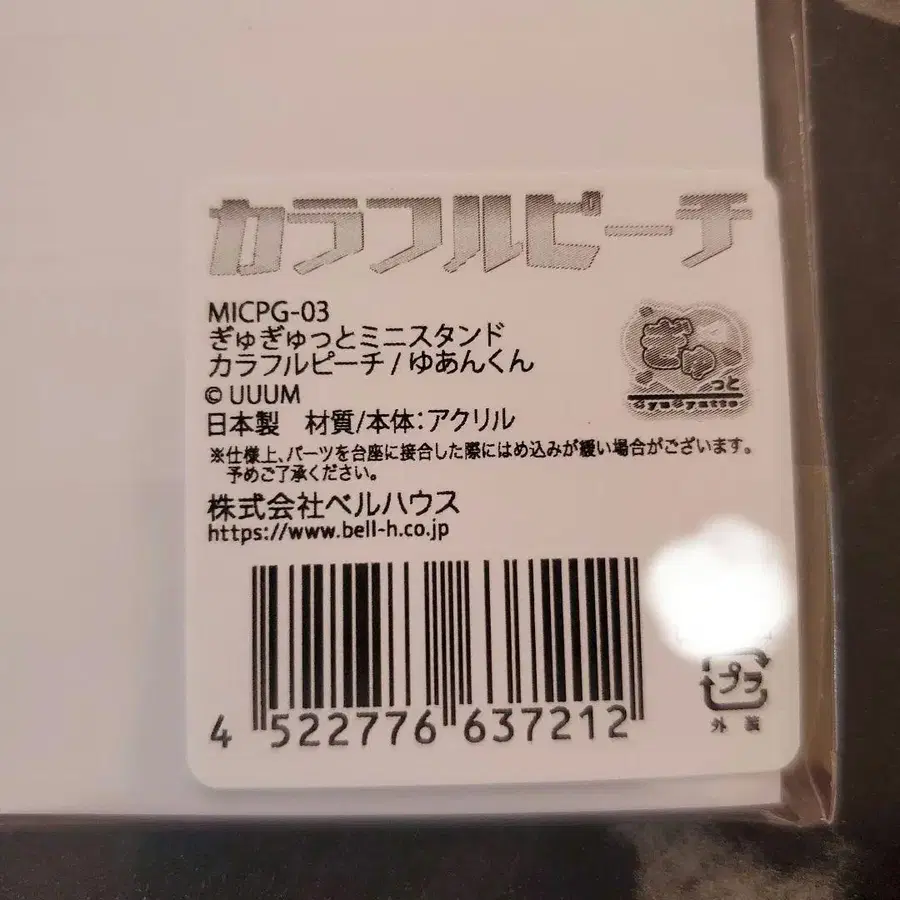 カラフルピーチ
MICPG-03
ぎゅぎゅっとミニスタンド
カラフルピーチ / ゆあんくん
© UUUM
日本製 材質/本体：アクリル
ぎゅ
っと
GyuGyutto
※仕様上、パーツを台座に接合した際にはめ込みが緩い場合がございます。
予めご了承ください。
株式会社ベルハウス
https://www.bell-h.co.jp
4 522776 637212
プラ
外 装